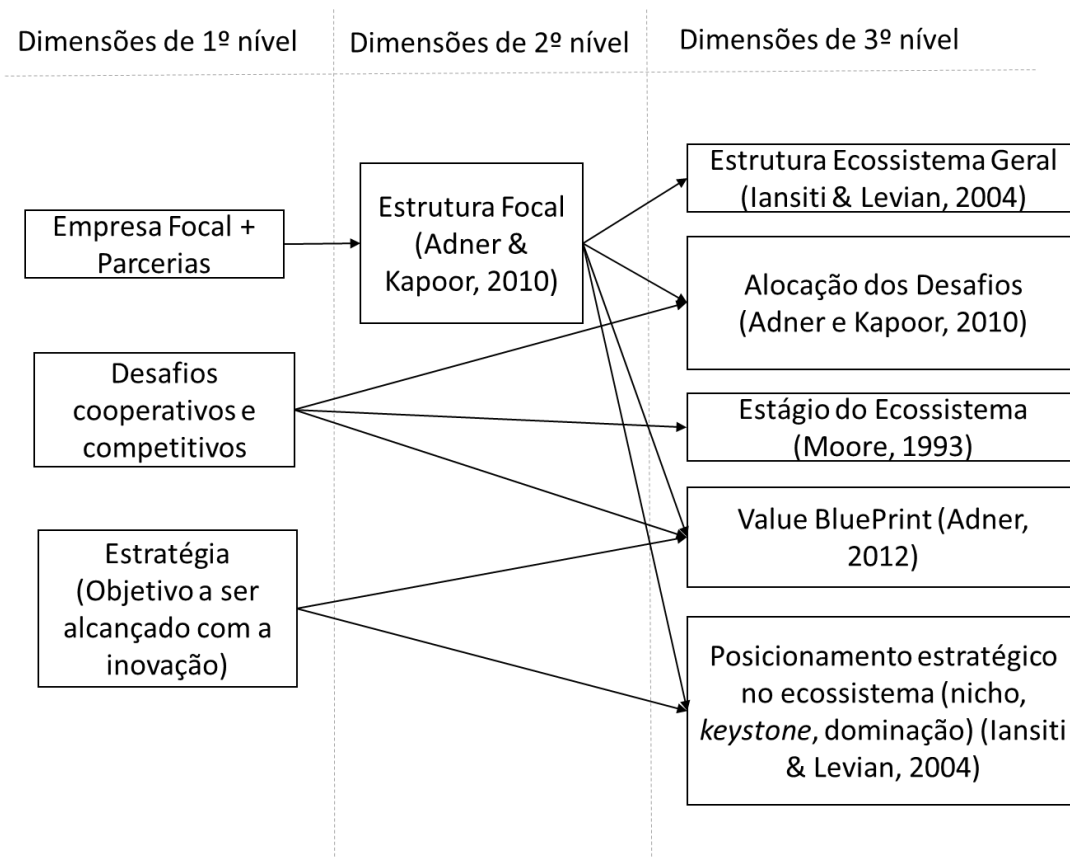 Dimensões de 1º nível
Dimensões de 2º nível
Dimensões de 3º nível
Empresa Focal +
Parcerias
Desafios
cooperativos e
competitivos
Estratégia
(Objetivo a ser
alcançado com a
inovação)
Estrutura Focal
(Adner &
Kapoor, 2010)
Estrutura Ecossistema Geral
(Iansiti & Levian, 2004)
Alocação dos Desafios
(Adner e Kapoor, 2010)
Estágio do Ecossistema
(Moore, 1993)
Value BluePrint (Adner,
2012)
Posicionamento estratégico
no ecossistema (nicho,
keystone, dominação) (Iansiti
& Levian, 2004)